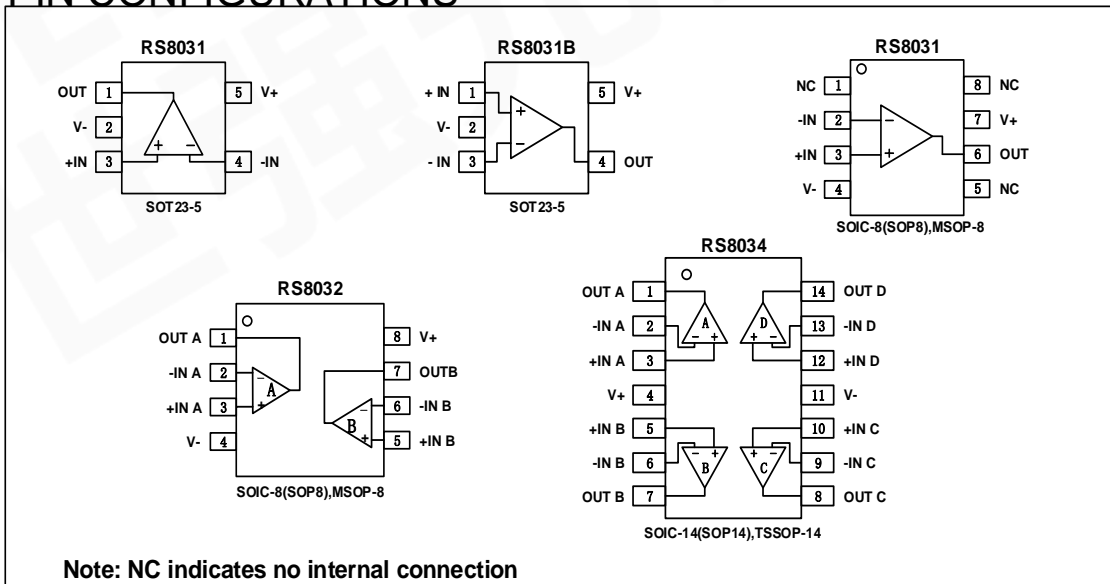 PIN CONFIGURATIONS
RS8031
OUT 1
V- 2
+IN 3
5 V+
4 -IN
+ -
SOT23-5
RS8031B
+ IN 1
V- 2
- IN 3
5 V+
4 OUT
+
-
SOT23-5
RS8031
NC 1
-IN 2
+IN 3
V- 4
8 NC
7 V+
6 OUT
5 NC
-
+
SOIC-8(SOP8),MSOP-8
RS8032
OUT A 1
-IN A 2
+IN A 3
V- 4
8 V+
7 OUTB
6 -IN B
5 +IN B
- A +
- B +
SOIC-8(SOP8),MSOP-8
RS8034
OUT A 1
-IN A 2
+IN A 3
V+ 4
+IN B 5
-IN B 6
OUT B 7
14 OUT D
13 -IN D
12 +IN D
11 V-
10 +IN C
9 -IN C
8 OUT C
A - +
D + -
- + B
+ - C
SOIC-14(SOP14),TSSOP-14
Note: NC indicates no internal connection